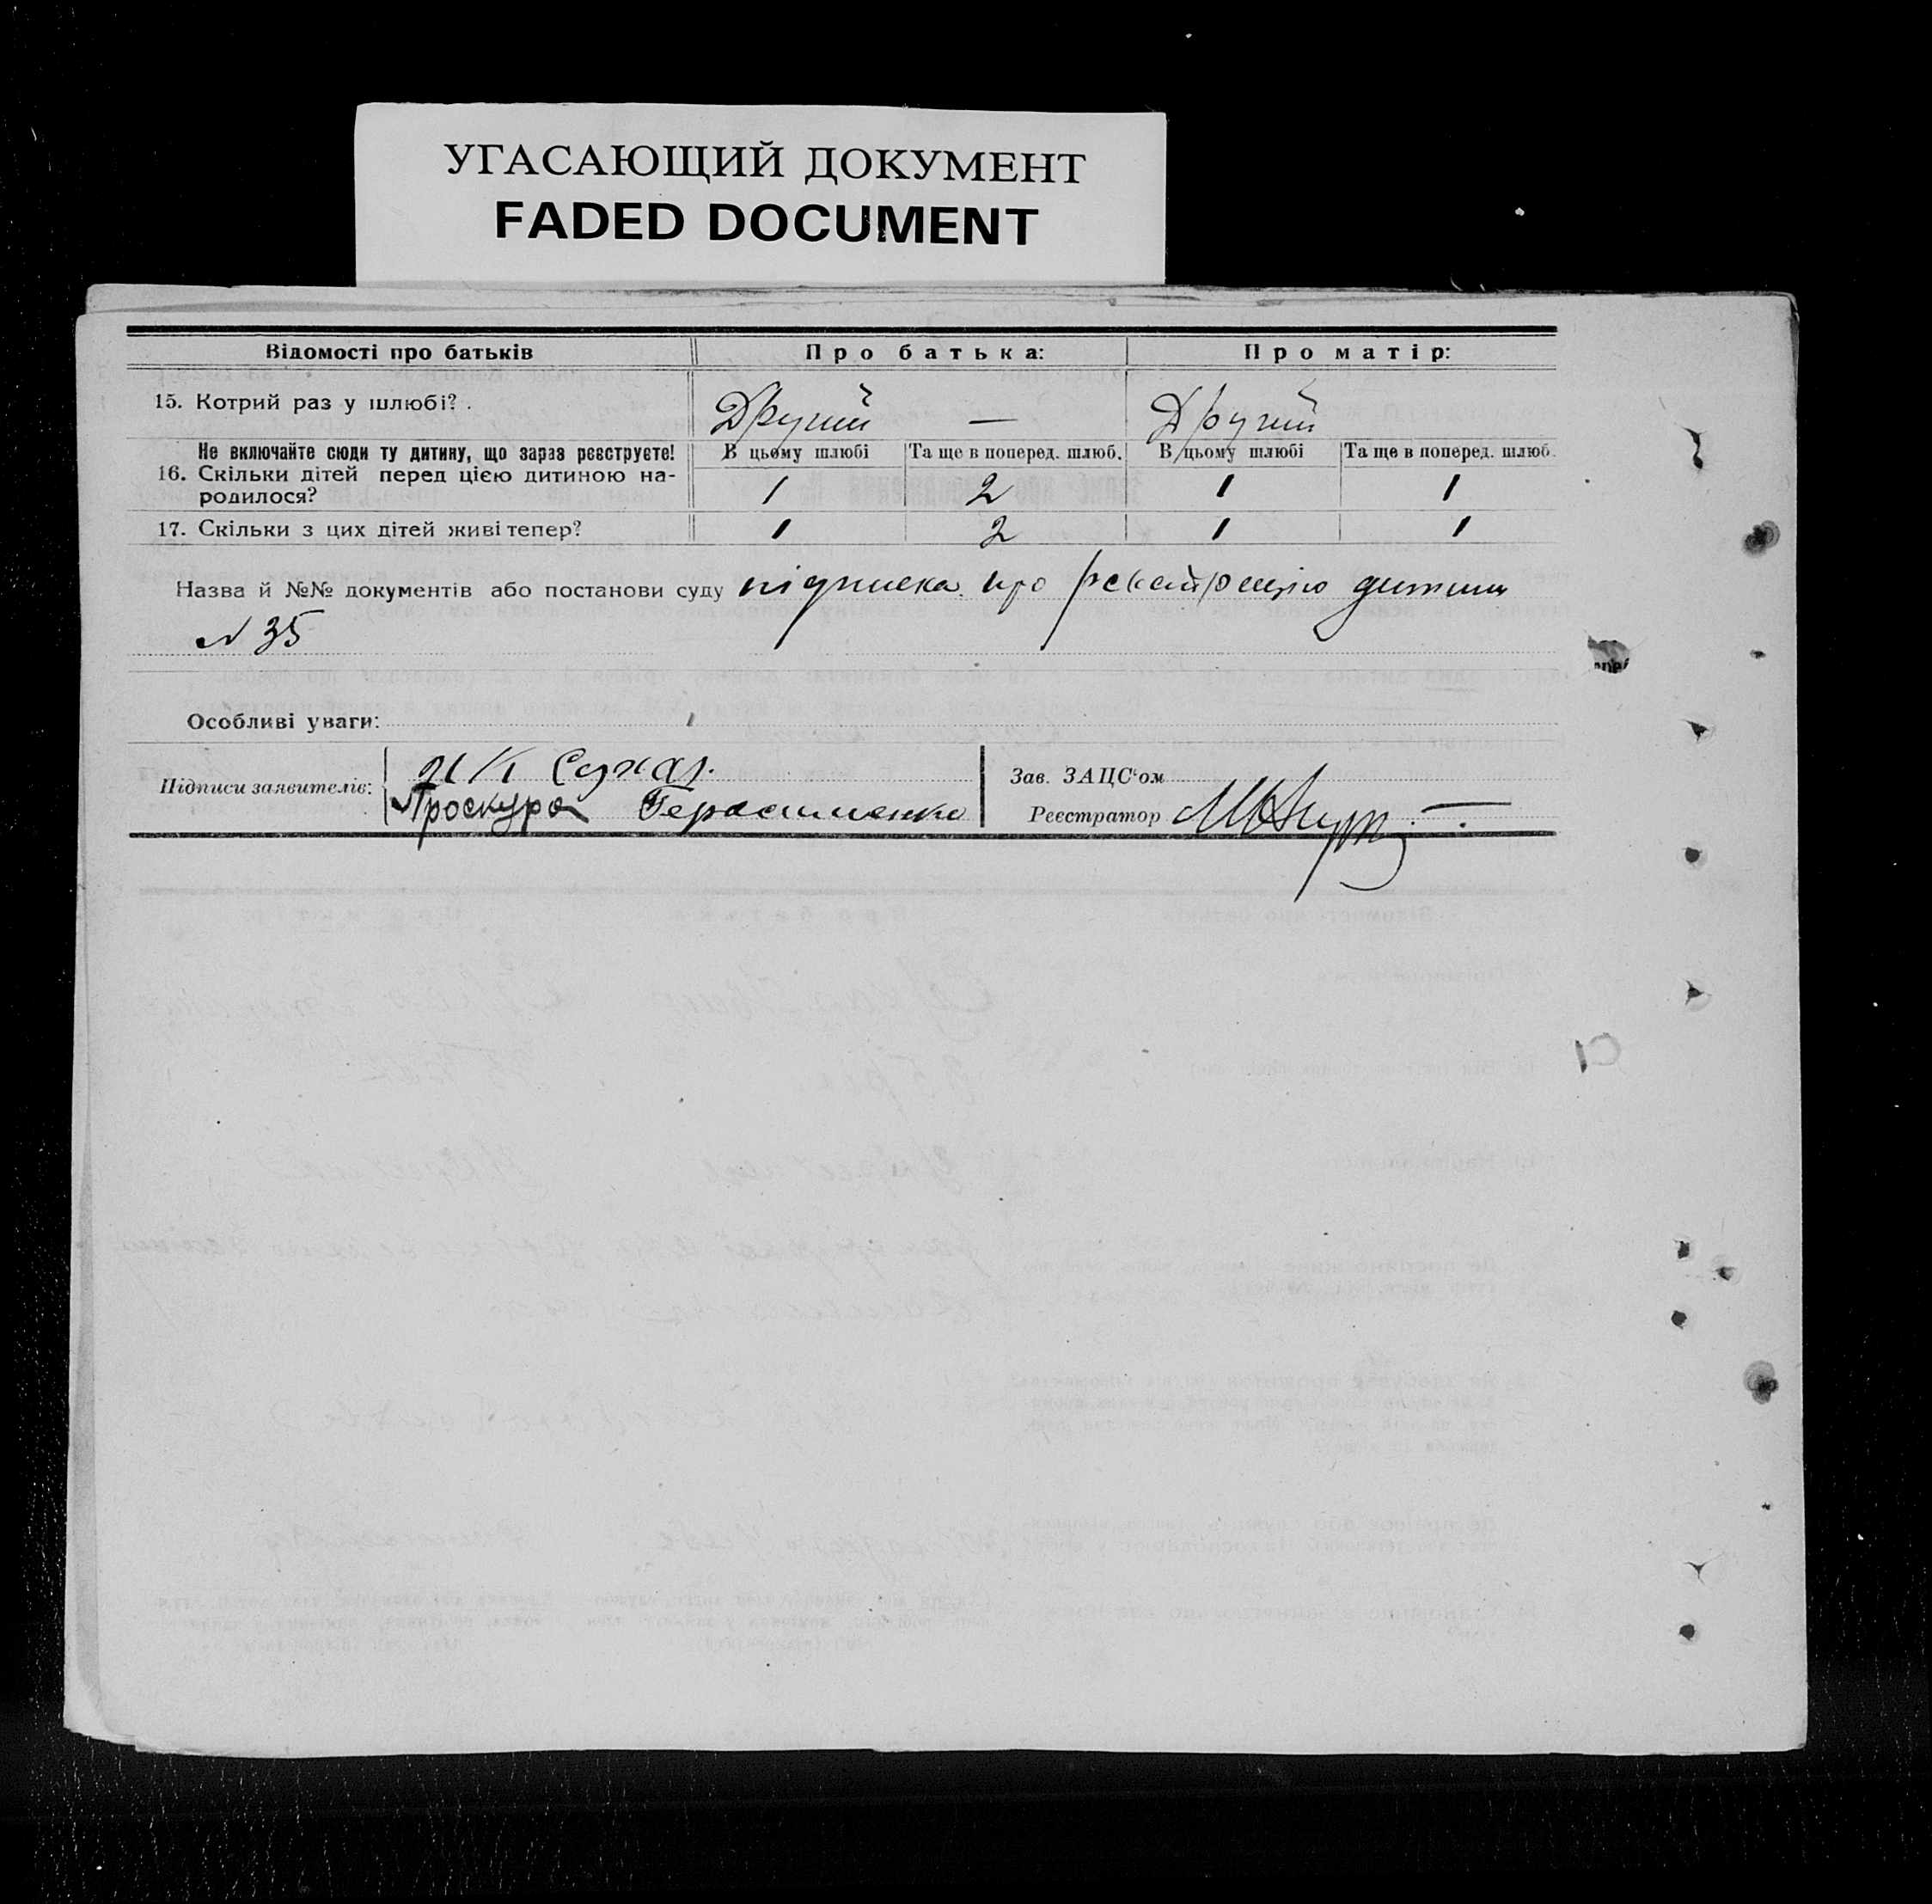 УГАСАЮЩИЙ ДОКУМЕНТ
FADED DOCUMENT
Відомості про батьків Про батька: Про матір:
15. Котрий раз у шлюбі? . Другий — Другий
Не включайте сюди ту дитину, що зараз реєструєте! В цьому шлюбі Та ще в поперед. шлюб. В цьому шлюбі Та ще в поперед. шлюб.
16. Скільки дітей перед цією дитиною на-
родилося? 1 2 1 1
17. Скільки з цих дітей живі тепер? 1 2 1 1
Назва й №№ документів або постанови суду підписка про реєстрацію дитини
№ 35
Особливі уваги:
Підписи заявителів: Сухар.
Проскура Герасименко
Зав. ЗАЦС'ом
Реєстратор